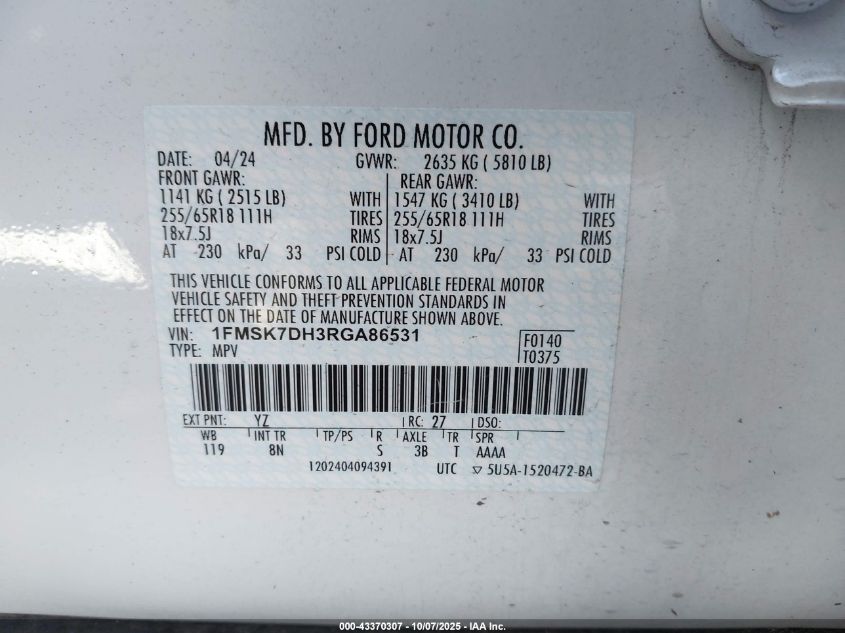 MFD. BY FORD MOTOR CO.
DATE: 04/24 GVWR: 2635 KG ( 5810 LB)
FRONT GAWR: REAR GAWR:
1141 KG ( 2515 LB) WITH 1547 KG ( 3410 LB) WITH
255/65R18 111H TIRES 255/65R18 111H TIRES
18x7.5J RIMS 18x7.5J RIMS
AT 230 kPa/ 33 PSI COLD AT 230 kPa/ 33 PSI COLD
THIS VEHICLE CONFORMS TO ALL APPLICABLE FEDERAL MOTOR
VEHICLE SAFETY AND THEFT PREVENTION STANDARDS IN
EFFECT ON THE DATE OF MANUFACTURE SHOWN ABOVE.
VIN: 1FMSK7DH3RGA86531
TYPE: MPV
F0140
T0375
EXT PNT: YZ RC: 27 DSO:
WB INT TR TP/PS R AXLE TR SPR
119 8N S 3B T AAAA
1202404094391 UTC ▽ 5U5A-1520472-BA
000-43370307 - 10/07/2025 - IAA Inc.